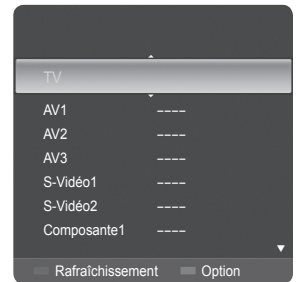 TV
AV1 ----
AV2 ----
AV3 ----
S-Vidéo1 ----
S-Vidéo2 ----
Composante1 ----
Rafraîchissement Option